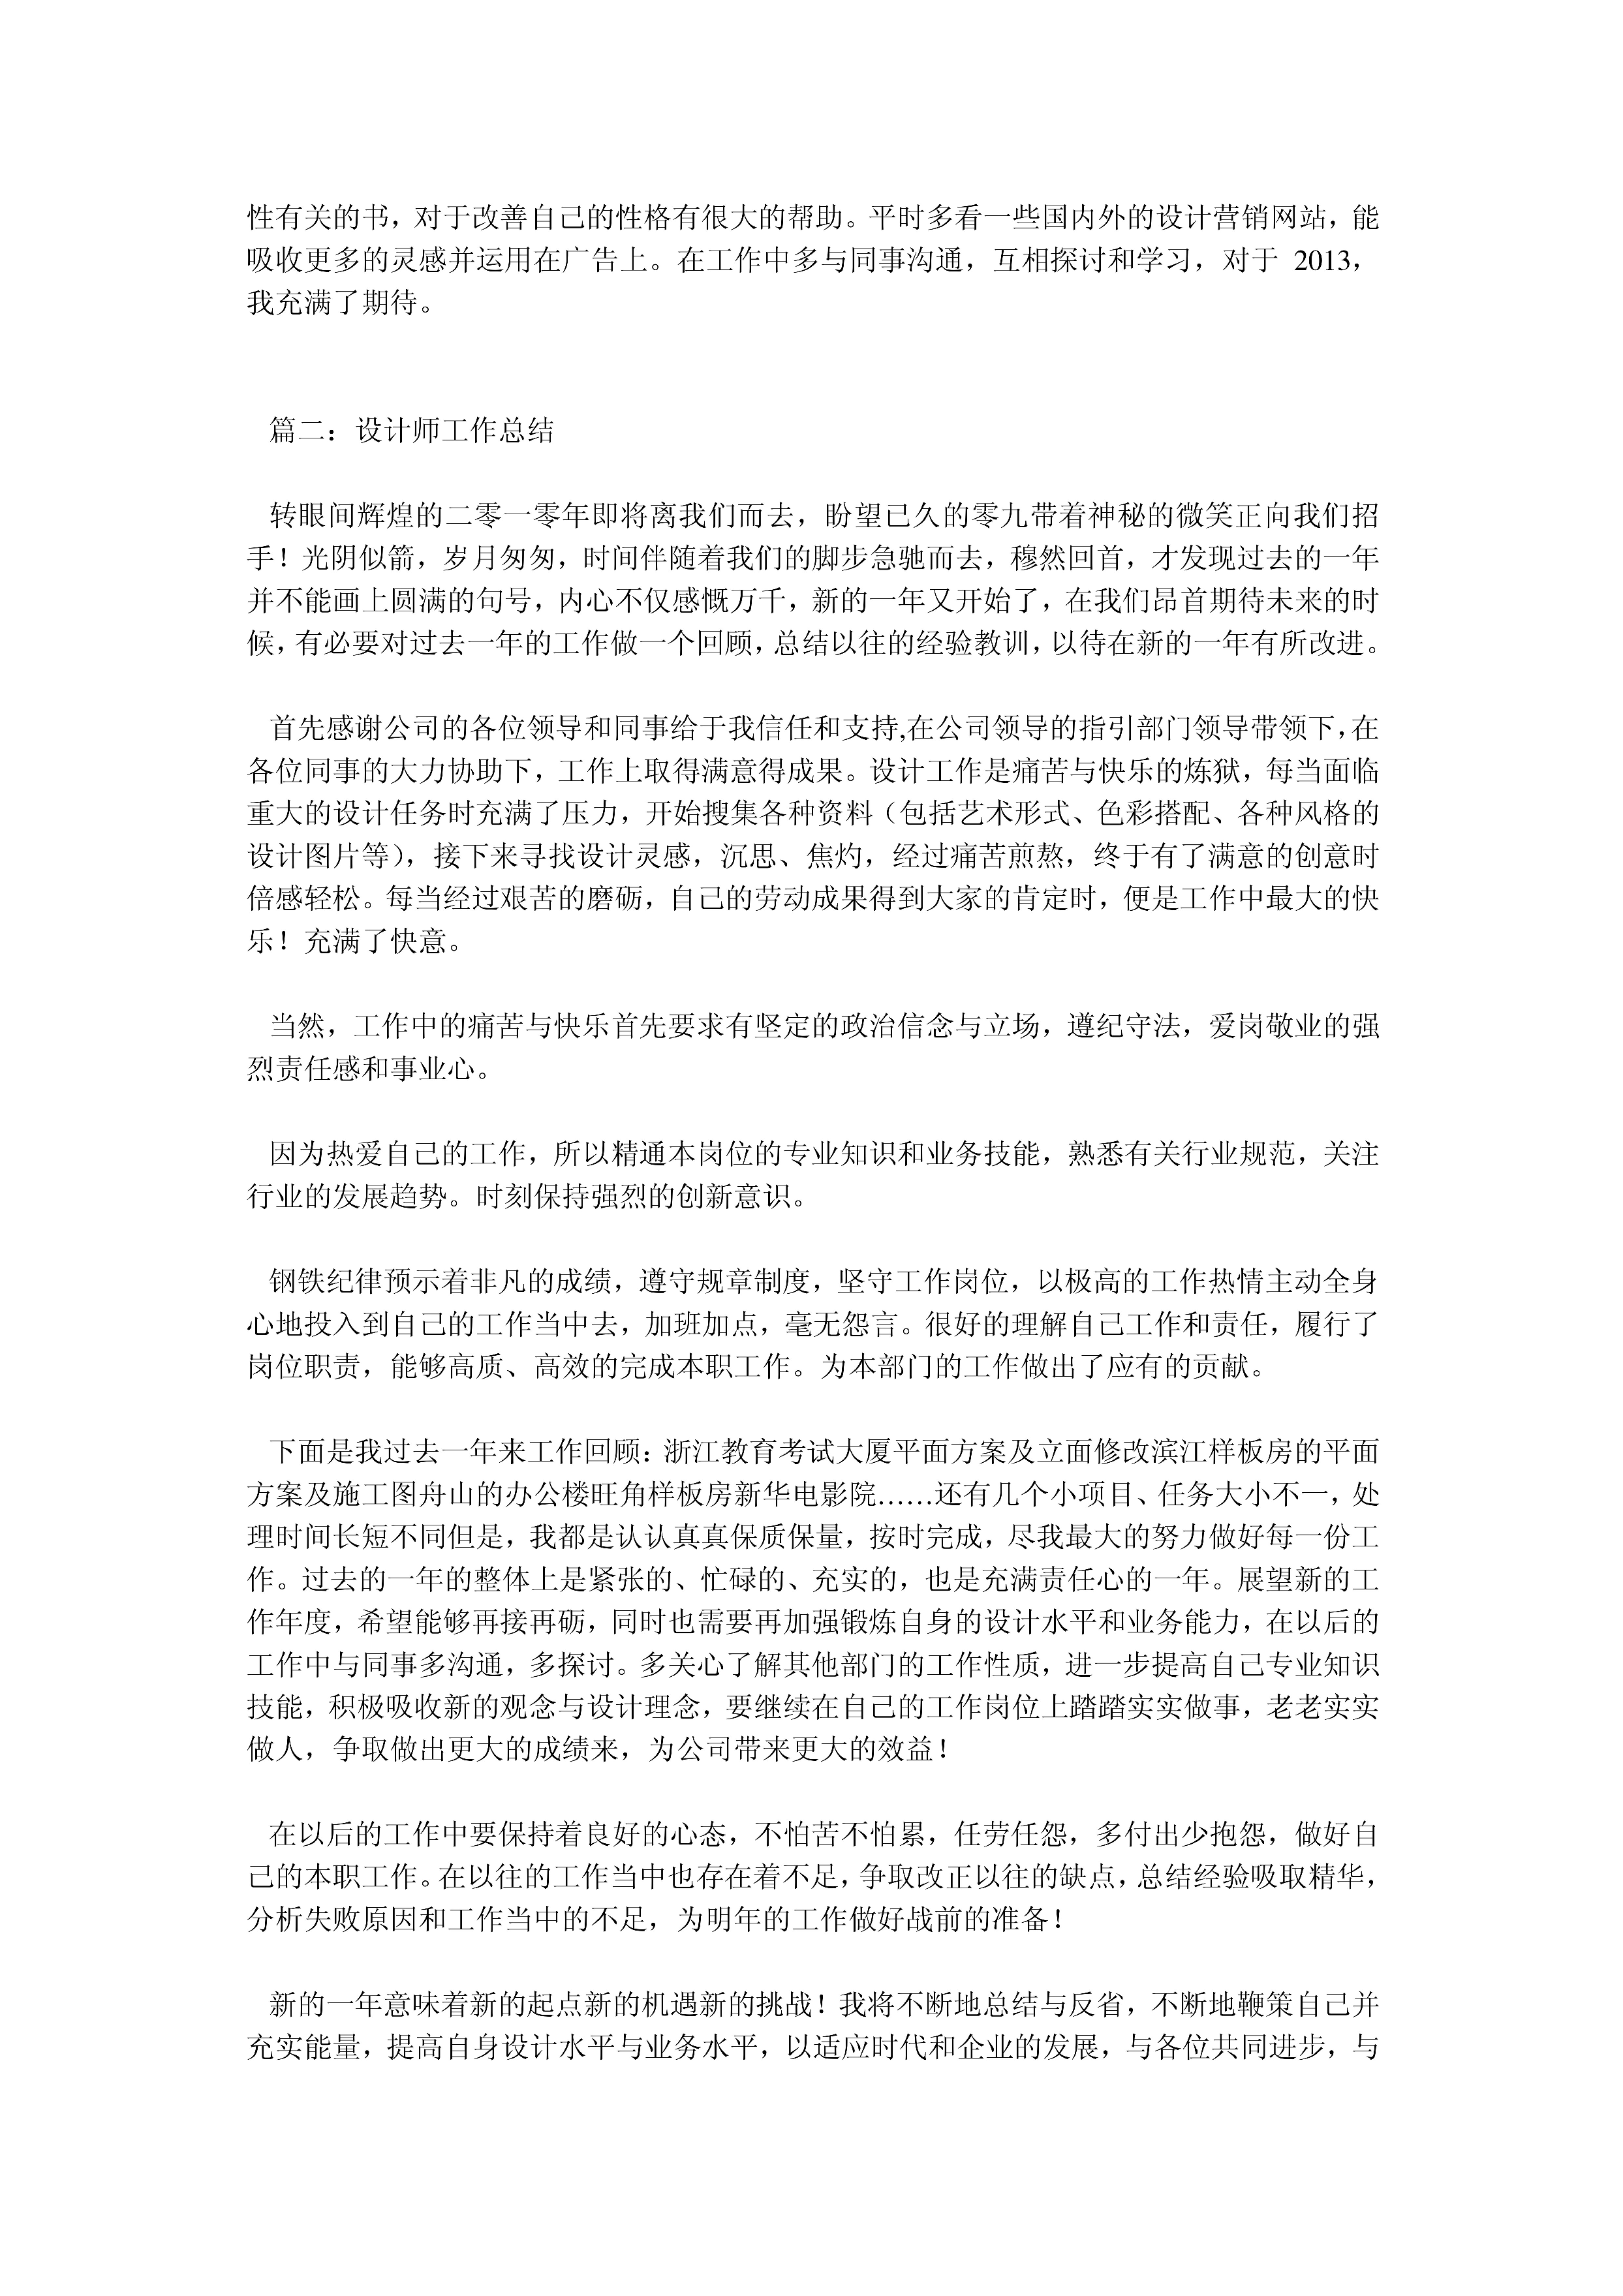 性有关的书，对于改善自己的性格有很大的帮助。平时多看一些国内外的设计营销网站，能
吸收更多的灵感并运用在广告上。在工作中多与同事沟通，互相探讨和学习，对于 2013，
我充满了期待。
篇二：设计师工作总结
转眼间辉煌的二零一零年即将离我们而去，盼望已久的零九带着神秘的微笑正向我们招
手！光阴似箭，岁月匆匆，时间伴随着我们的脚步急驰而去，穆然回首，才发现过去的一年
并不能画上圆满的句号，内心不仅感慨万千，新的一年又开始了，在我们昂首期待未来的时
候，有必要对过去一年的工作做一个回顾，总结以往的经验教训，以待在新的一年有所改进。
首先感谢公司的各位领导和同事给于我信任和支持,在公司领导的指引部门领导带领下，在
各位同事的大力协助下，工作上取得满意得成果。设计工作是痛苦与快乐的炼狱，每当面临
重大的设计任务时充满了压力，开始搜集各种资料（包括艺术形式、色彩搭配、各种风格的
设计图片等），接下来寻找设计灵感，沉思、焦灼，经过痛苦煎熬，终于有了满意的创意时
倍感轻松。每当经过艰苦的磨砺，自己的劳动成果得到大家的肯定时，便是工作中最大的快
乐！充满了快意。
当然，工作中的痛苦与快乐首先要求有坚定的政治信念与立场，遵纪守法，爱岗敬业的强
烈责任感和事业心。
因为热爱自己的工作，所以精通本岗位的专业知识和业务技能，熟悉有关行业规范，关注
行业的发展趋势。时刻保持强烈的创新意识。
钢铁纪律预示着非凡的成绩，遵守规章制度，坚守工作岗位，以极高的工作热情主动全身
心地投入到自己的工作当中去，加班加点，毫无怨言。很好的理解自己工作和责任，履行了
岗位职责，能够高质、高效的完成本职工作。为本部门的工作做出了应有的贡献。
下面是我过去一年来工作回顾：浙江教育考试大厦平面方案及立面修改滨江样板房的平面
方案及施工图舟山的办公楼旺角样板房新华电影院……还有几个小项目、任务大小不一，处
理时间长短不同但是，我都是认认真真保质保量，按时完成，尽我最大的努力做好每一份工
作。过去的一年的整体上是紧张的、忙碌的、充实的，也是充满责任心的一年。展望新的工
作年度，希望能够再接再砺，同时也需要再加强锻炼自身的设计水平和业务能力，在以后的
工作中与同事多沟通，多探讨。多关心了解其他部门的工作性质，进一步提高自己专业知识
技能，积极吸收新的观念与设计理念，要继续在自己的工作岗位上踏踏实实做事，老老实实
做人，争取做出更大的成绩来，为公司带来更大的效益！
在以后的工作中要保持着良好的心态，不怕苦不怕累，任劳任怨，多付出少抱怨，做好自
己的本职工作。在以往的工作当中也存在着不足，争取改正以往的缺点，总结经验吸取精华，
分析失败原因和工作当中的不足，为明年的工作做好战前的准备！
新的一年意味着新的起点新的机遇新的挑战！我将不断地总结与反省，不断地鞭策自己并
充实能量，提高自身设计水平与业务水平，以适应时代和企业的发展，与各位共同进步，与